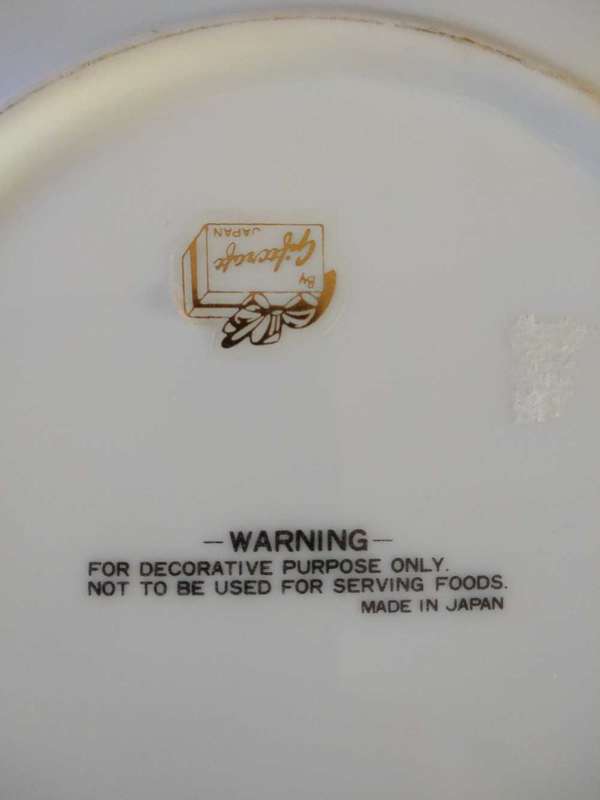 By
Giftcraft
JAPAN
—WARNING—
FOR DECORATIVE PURPOSE ONLY.
NOT TO BE USED FOR SERVING FOODS.
MADE IN JAPAN